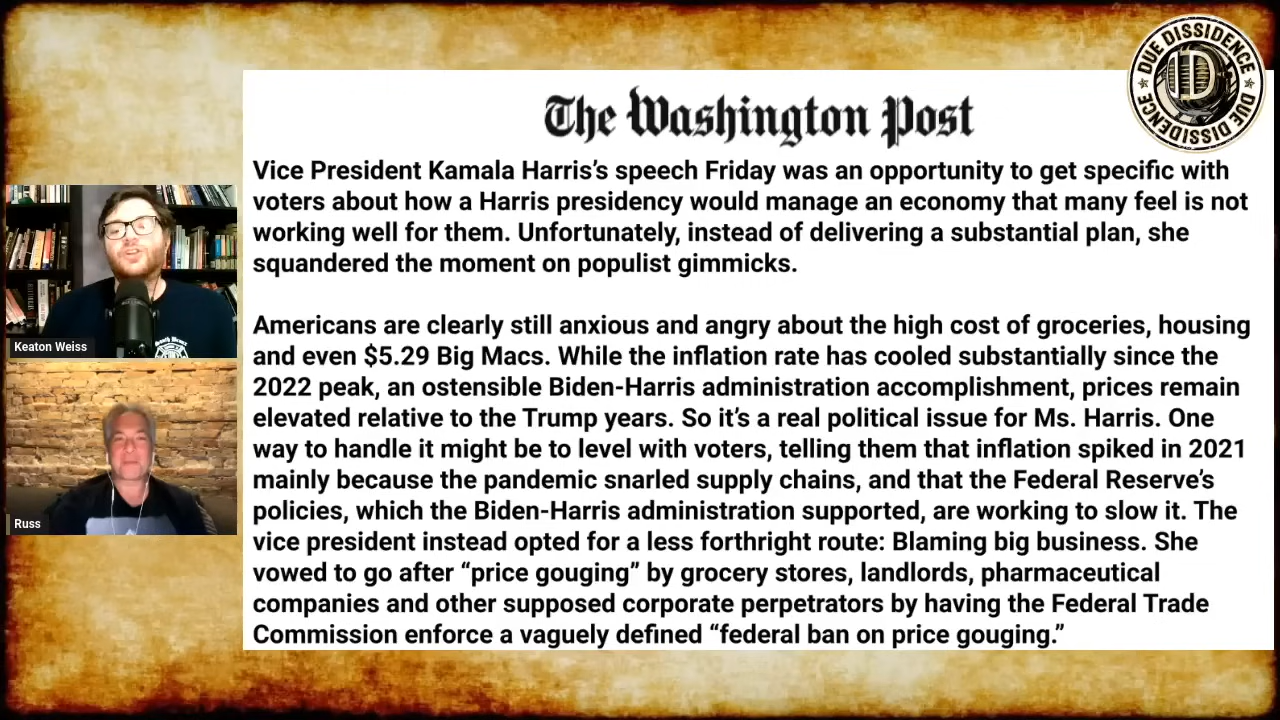 DUE DISSIDENCE
DUE DISSIDENCE
The Washington Post
Vice President Kamala Harris’s speech Friday was an opportunity to get specific with
voters about how a Harris presidency would manage an economy that many feel is not
working well for them. Unfortunately, instead of delivering a substantial plan, she
squandered the moment on populist gimmicks.
Americans are clearly still anxious and angry about the high cost of groceries, housing
and even $5.29 Big Macs. While the inflation rate has cooled substantially since the
2022 peak, an ostensible Biden-Harris administration accomplishment, prices remain
elevated relative to the Trump years. So it’s a real political issue for Ms. Harris. One
way to handle it might be to level with voters, telling them that inflation spiked in 2021
mainly because the pandemic snarled supply chains, and that the Federal Reserve’s
policies, which the Biden-Harris administration supported, are working to slow it. The
vice president instead opted for a less forthright route: Blaming big business. She
vowed to go after “price gouging” by grocery stores, landlords, pharmaceutical
companies and other supposed corporate perpetrators by having the Federal Trade
Commission enforce a vaguely defined “federal ban on price gouging.”
Keaton Weiss
Russ